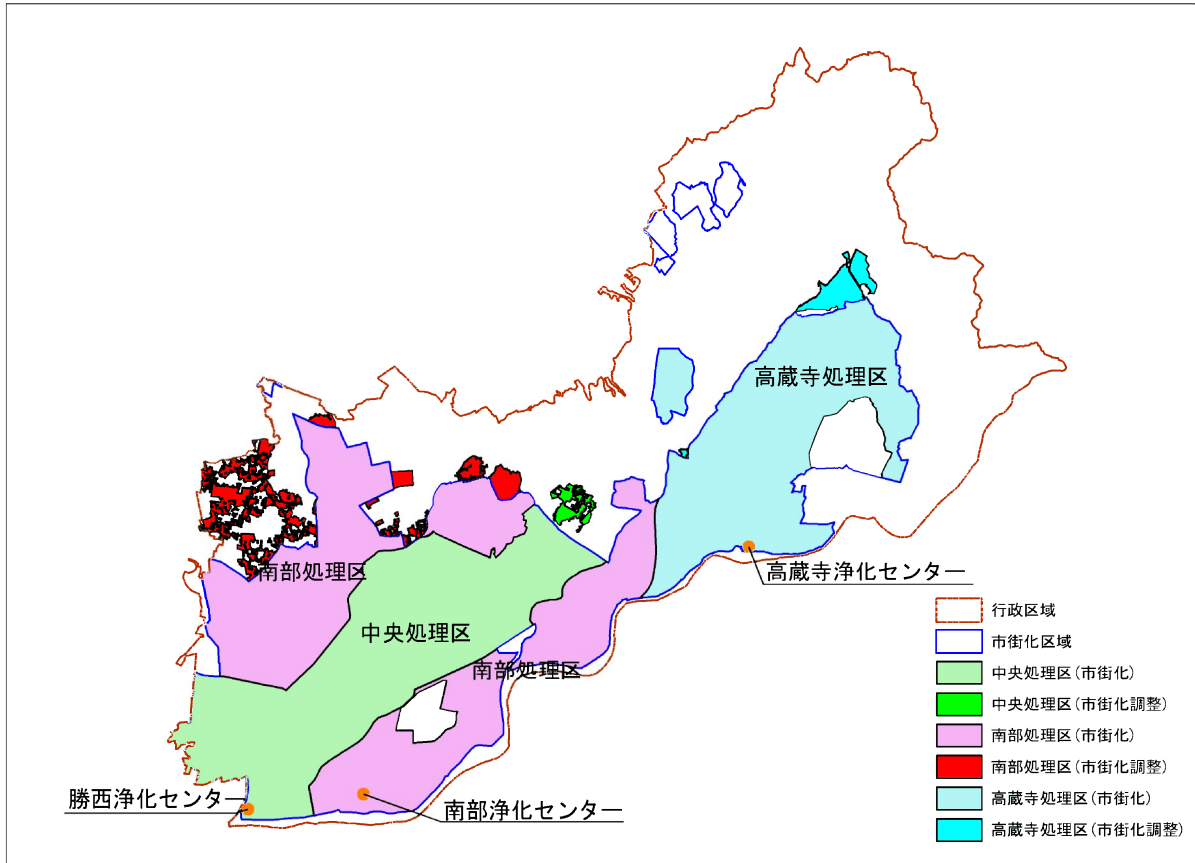 高蔵寺処理区
南部処理区
高蔵寺浄化センター
中央処理区
南部処理区
勝西浄化センター
南部浄化センター
行政区域
市街化区域
中央処理区(市街化)
中央処理区(市街化調整)
南部処理区(市街化)
南部処理区(市街化調整)
高蔵寺処理区(市街化)
高蔵寺処理区(市街化調整)